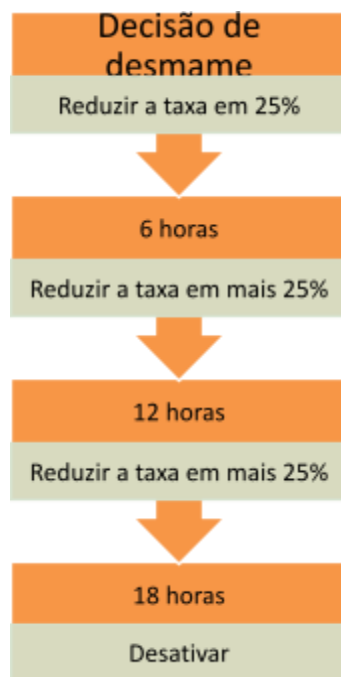 Decisão de
desmame
Reduzir a taxa em 25%
6 horas
Reduzir a taxa em mais 25%
12 horas
Reduzir a taxa em mais 25%
18 horas
Desativar